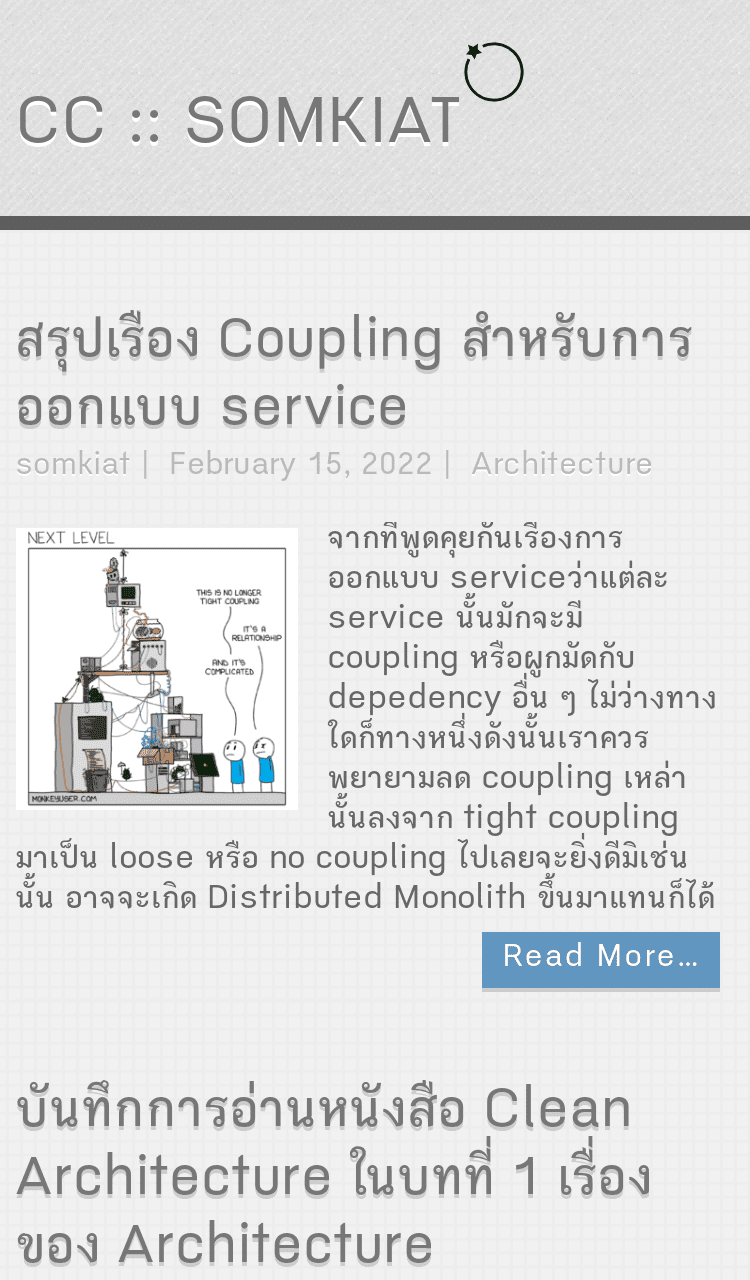 CC :: SOMKIAT
สรุปเรื่อง Coupling สำหรับการ
ออกแบบ service
somkiat | February 15, 2022 | Architecture
NEXT LEVEL
THIS IS NO LONGER
TIGHT COUPLING
IT'S A
RELATIONSHIP
AND IT'S
COMPLICATED
MONKEYUSER.COM
จากที่พูดคุยกันเรื่องการ
ออกแบบ serviceว่าแต่ละ
service นั้นมักจะมี
coupling หรือผูกมัดกับ
depedency อื่น ๆ ไม่ว่างทาง
ใดก็ทางหนึ่งดังนั้นเราควร
พยายามลด coupling เหล่า
นั้นลงจาก tight coupling
มาเป็น loose หรือ no coupling ไปเลยจะยิ่งดีมิเช่น
นั้น อาจจะเกิด Distributed Monolith ขึ้นมาแทนก็ได้
Read More...
บันทึกการอ่านหนังสือ Clean
Architecture ในบทที่ 1 เรื่อง
ของ Architecture